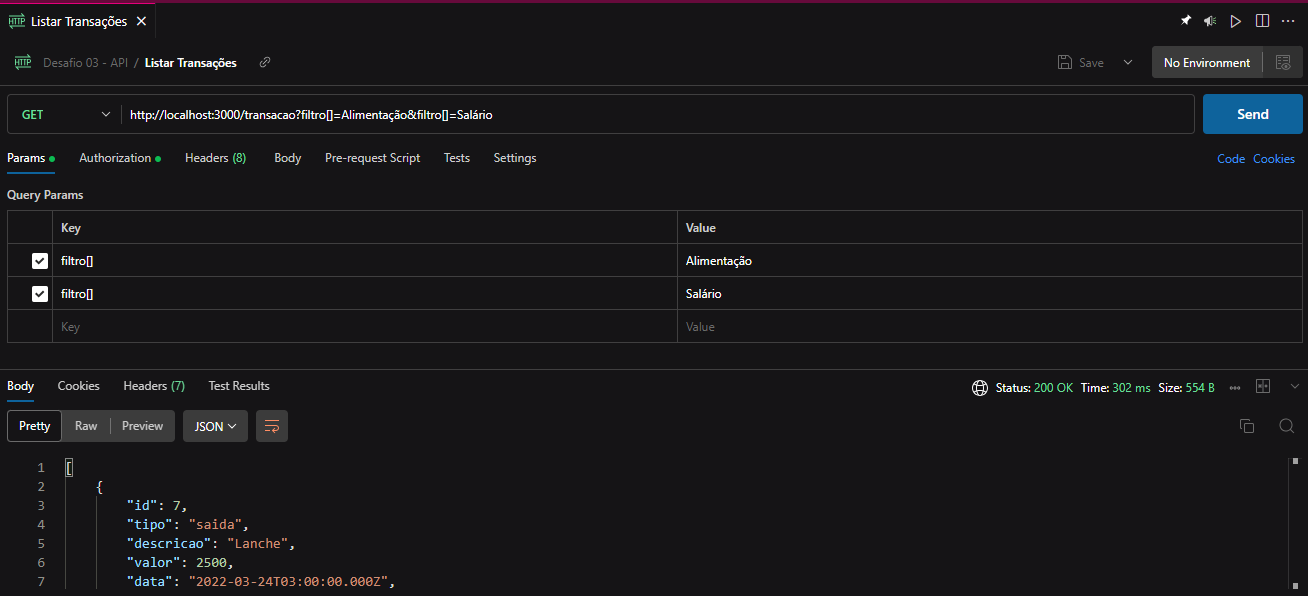 HTTP Listar Transações
HTTP Desafio 03 - API / Listar Transações Save No Environment
GET http://localhost:3000/transacao?filtro[]=Alimentação&filtro[]=Salário Send
Params Authorization Headers (8) Body Pre-request Script Tests Settings Code Cookies
Query Params
Key Value
filtro[] Alimentação
filtro[] Salário
Key Value
Body Cookies Headers (7) Test Results Status: 200 OK Time: 302 ms Size: 554 B
Pretty Raw Preview JSON
1 [
2 {
3 "id": 7,
4 "tipo": "saida",
5 "descricao": "Lanche",
6 "valor": 2500,
7 "data": "2022-03-24T03:00:00.000Z",